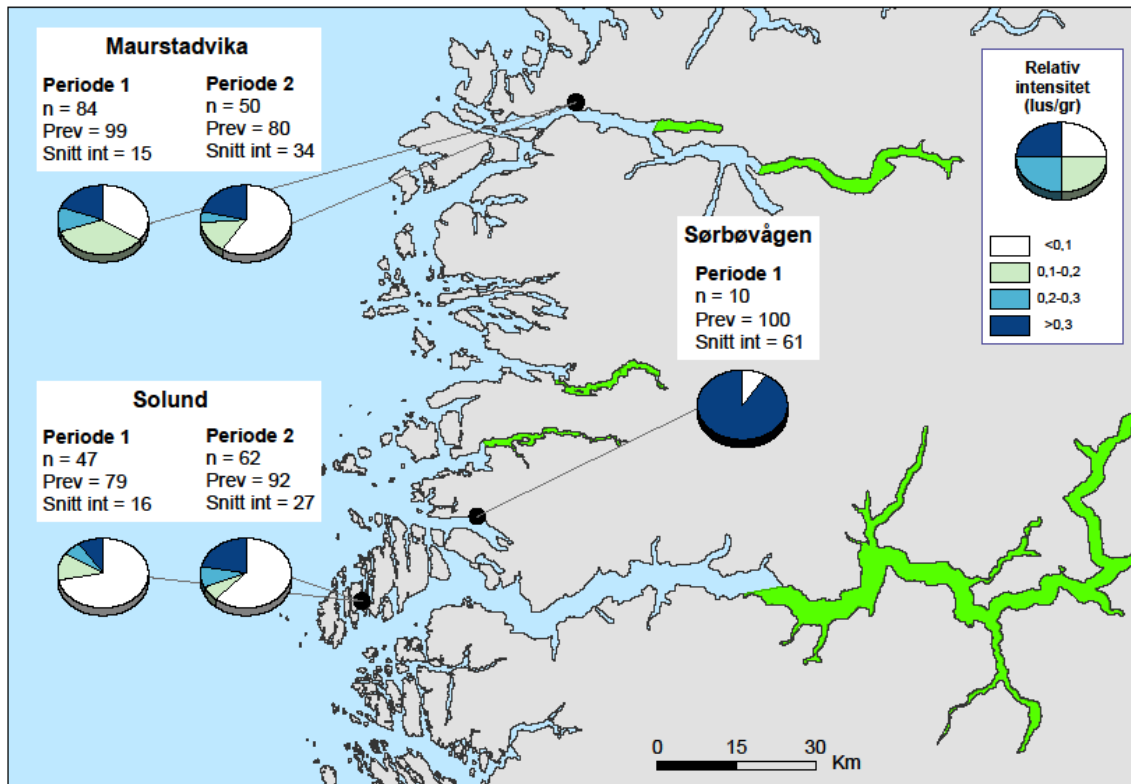 Maurstadvika
Periode 1
n = 84
Prev = 99
Snitt int = 15
Periode 2
n = 50
Prev = 80
Snitt int = 34
Relativ
intensitet
(lus/gr)
<0,1
0,1-0,2
0,2-0,3
>0,3
Sørbøvågen
Periode 1
n = 10
Prev = 100
Snitt int = 61
Solund
Periode 1
n = 47
Prev = 79
Snitt int = 16
Periode 2
n = 62
Prev = 92
Snitt int = 27
0 15 30
Km